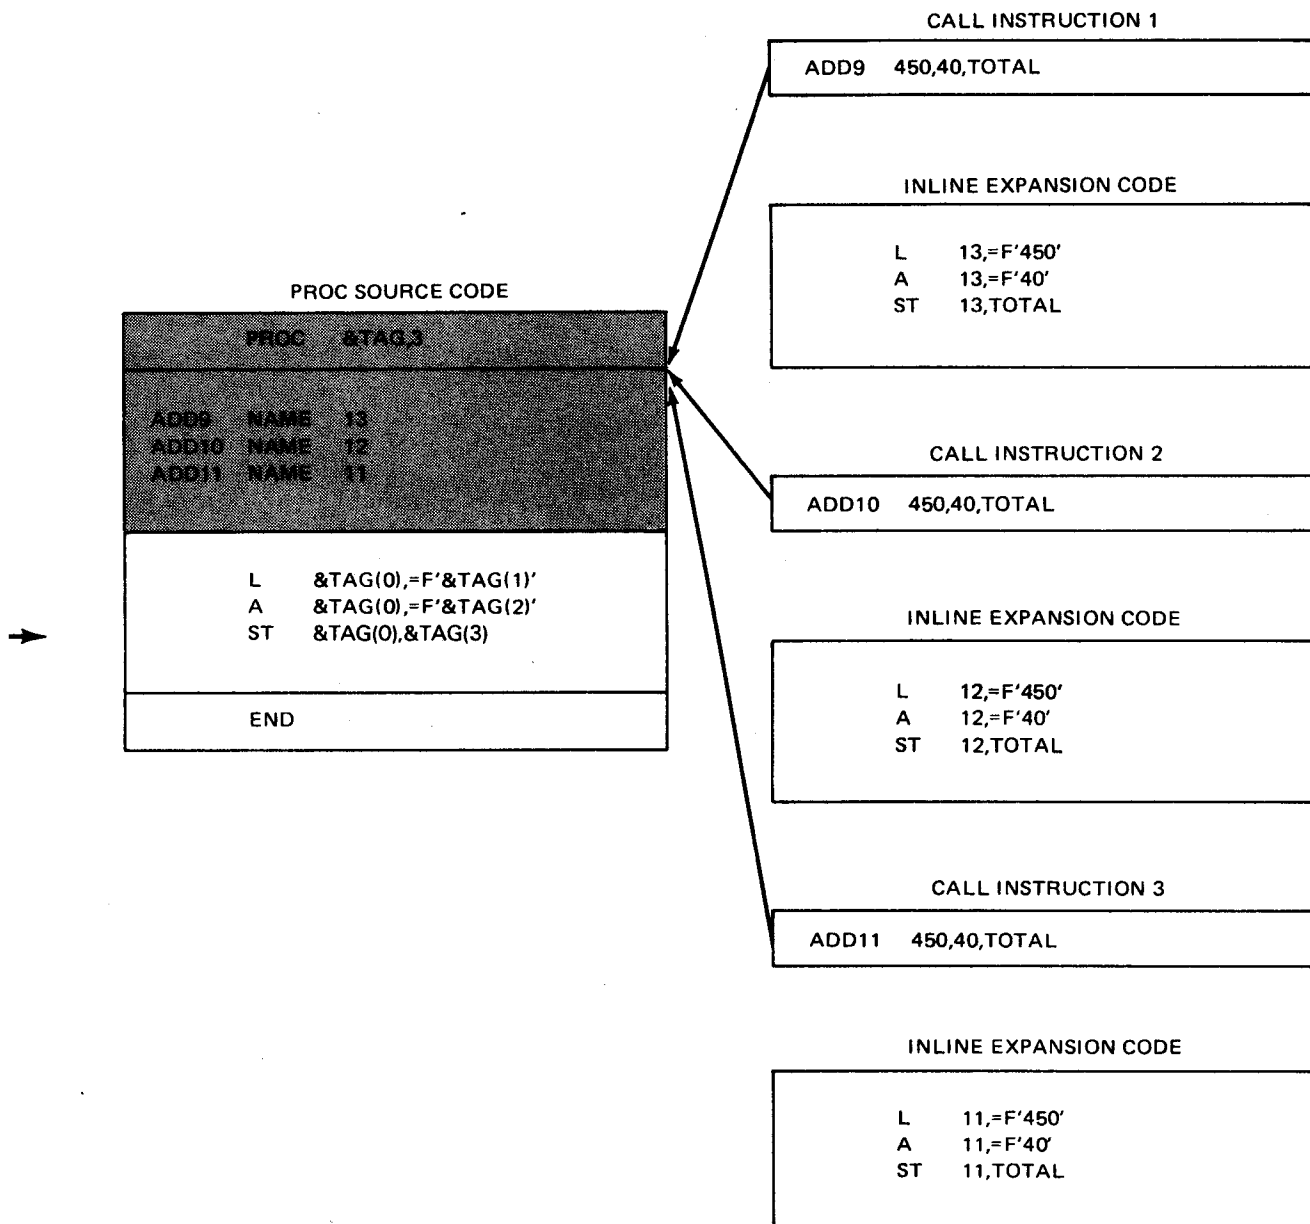 PROC SOURCE CODE
PROC &TAG,3
ADD9 NAME 13
ADD10 NAME 12
ADD11 NAME 11
L &TAG(0),=F'&TAG(1)'
A &TAG(0),=F'&TAG(2)'
ST &TAG(0),&TAG(3)
END
CALL INSTRUCTION 1
ADD9 450,40,TOTAL
INLINE EXPANSION CODE
L 13,=F'450'
A 13,=F'40'
ST 13,TOTAL
CALL INSTRUCTION 2
ADD10 450,40,TOTAL
INLINE EXPANSION CODE
L 12,=F'450'
A 12,=F'40'
ST 12,TOTAL
CALL INSTRUCTION 3
ADD11 450,40,TOTAL
INLINE EXPANSION CODE
L 11,=F'450'
A 11,=F'40'
ST 11,TOTAL